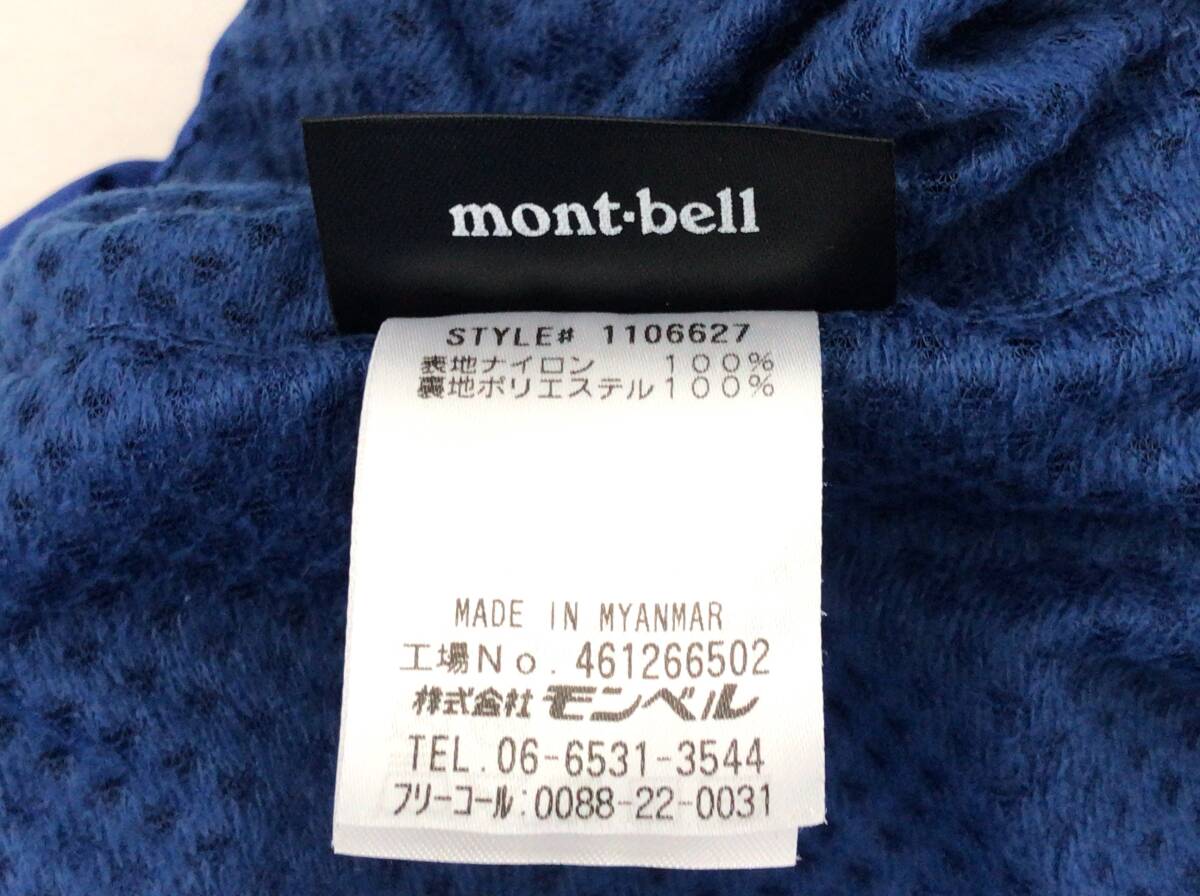 mont-bell
STYLE# 1106627
表地ナイロン 100%
裏地ポリエステル100%
MADE IN MYANMAR
工場No. 461266502
株式会社モンベル
TEL. 06-6531-3544
フリーコール:0088-22-0031